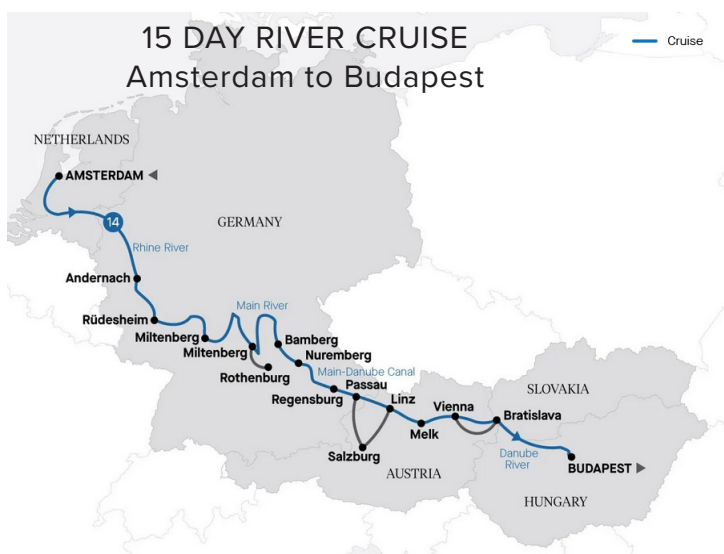 15 DAY RIVER CRUISE
Amsterdam to Budapest
Cruise
NETHERLANDS
AMSTERDAM
14
GERMANY
Rhine River
Andernach
Main River
Rüdesheim
Miltenberg
Miltenberg
Bamberg
Nuremberg
Rothenburg
Main-Danube Canal
Passau
Regensburg
Linz
SLOVAKIA
Vienna
Bratislava
Melk
Salzburg
Danube
River
BUDAPEST
AUSTRIA
HUNGARY